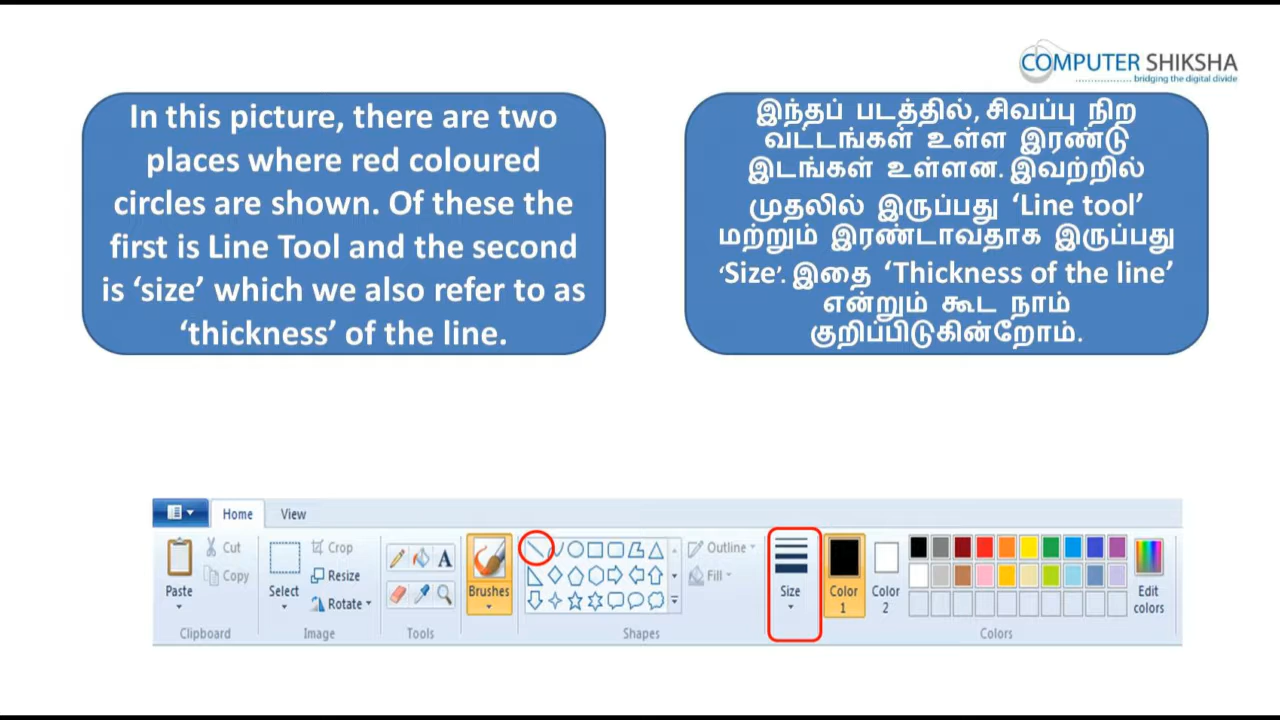 COMPUTER SHIKSHA
bridging the digital divide
In this picture, there are two
places where red coloured
circles are shown. Of these the
first is Line Tool and the second
is ‘size’ which we also refer to as
‘thickness’ of the line.
இந்தப் படத்தில், சிவப்பு நிற
வட்டங்கள் உள்ள இரண்டு
இடங்கள் உள்ளன. இவற்றில்
முதலில் இருப்பது ‘Line tool’
மற்றும் இரண்டாவதாக இருப்பது
‘Size’. இதை ‘Thickness of the line’
என்றும் கூட நாம்
குறிப்பிடுகின்றோம்.
Home View
Cut
Copy
Paste
Clipboard
Crop
Resize
Rotate
Select
Image
A
Tools
Brushes
Outline
Fill
Shapes
Size
Color
1
Color
2
Edit
colors
Colors